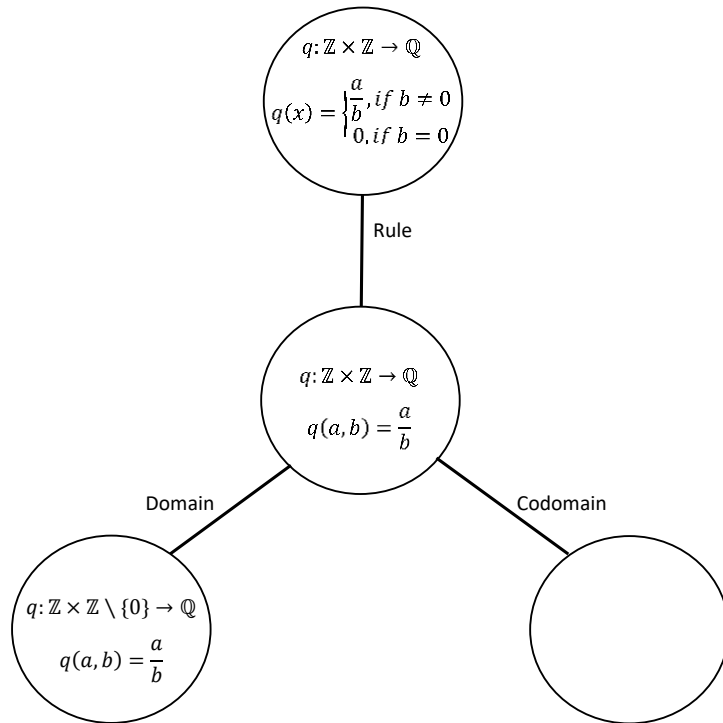 q: ℤ × ℤ → ℚ
q(x) = { a/b, if b ≠ 0
0, if b = 0
Rule
q: ℤ × ℤ → ℚ
q(a, b) = a/b
Domain
Codomain
q: ℤ × ℤ \ {0} → ℚ
q(a, b) = a/b